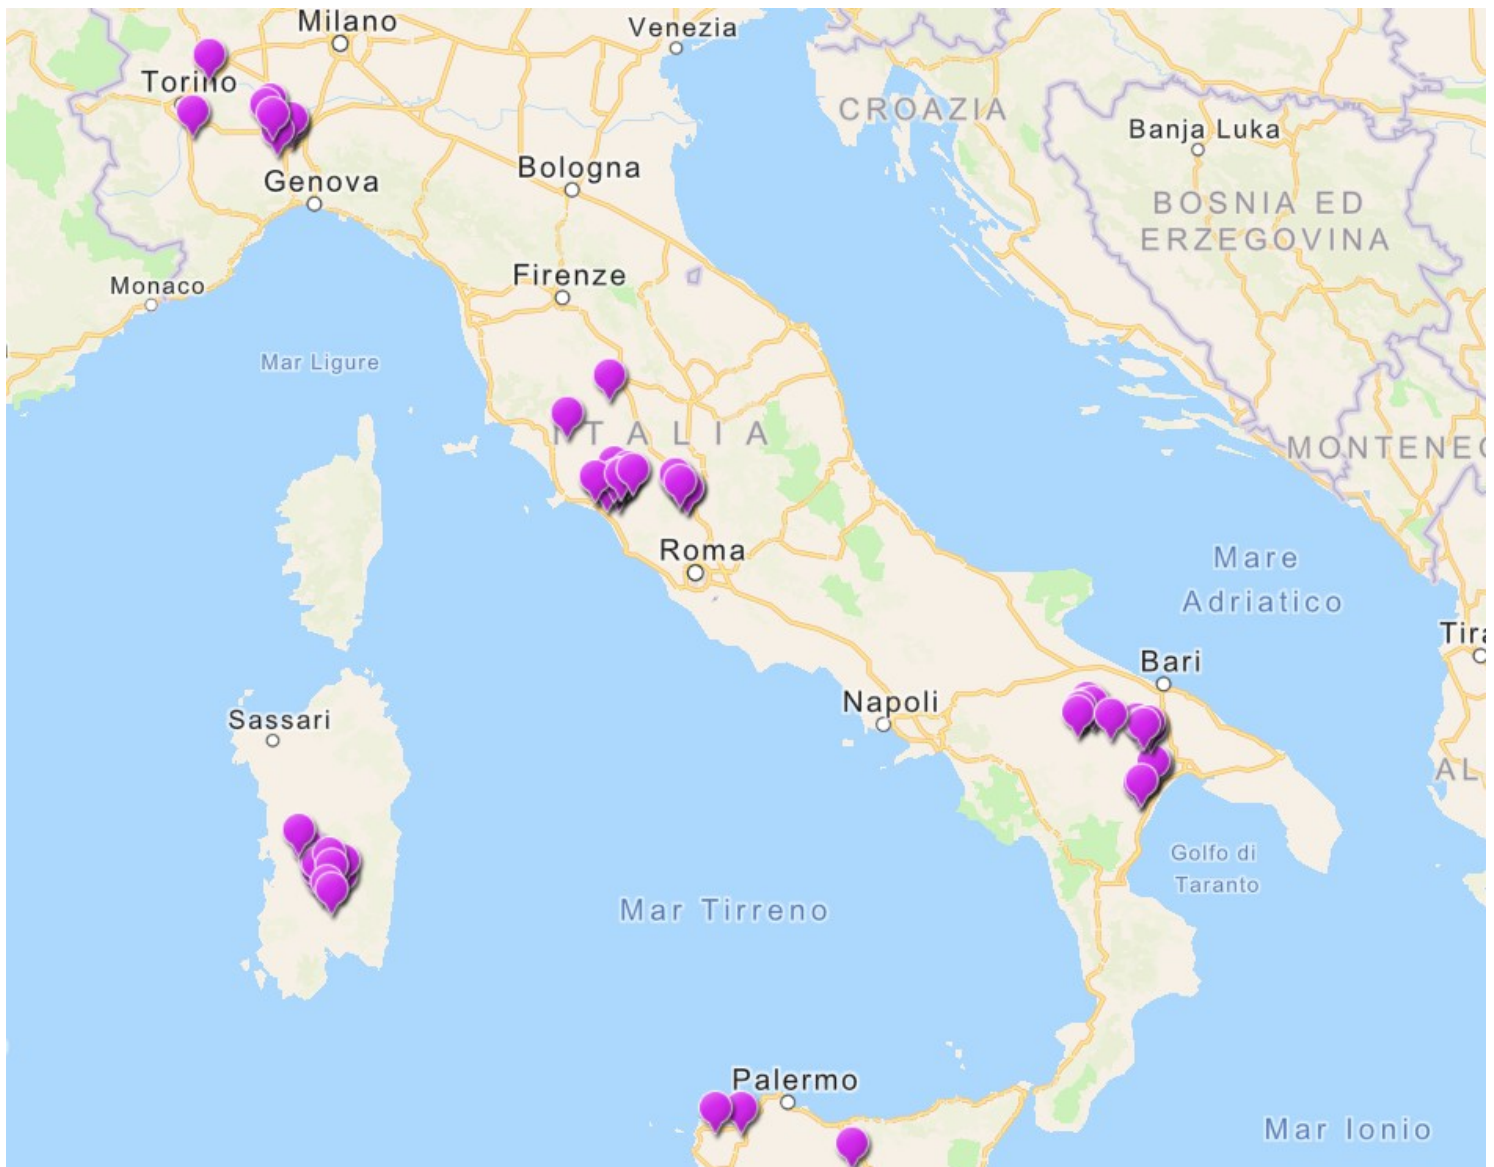 Milano
Venezia
Torino
CROAZIA
Banja Luka
Bologna
Genova
BOSNIA ED
ERZEGOVINA
Firenze
Monaco
Mar Ligure
ITALIA
MONTENEG
Roma
Mare
Adriatico
Tira
Bari
Napoli
Sassari
AL
Golfo di
Taranto
Mar Tirreno
Palermo
Mar Ionio